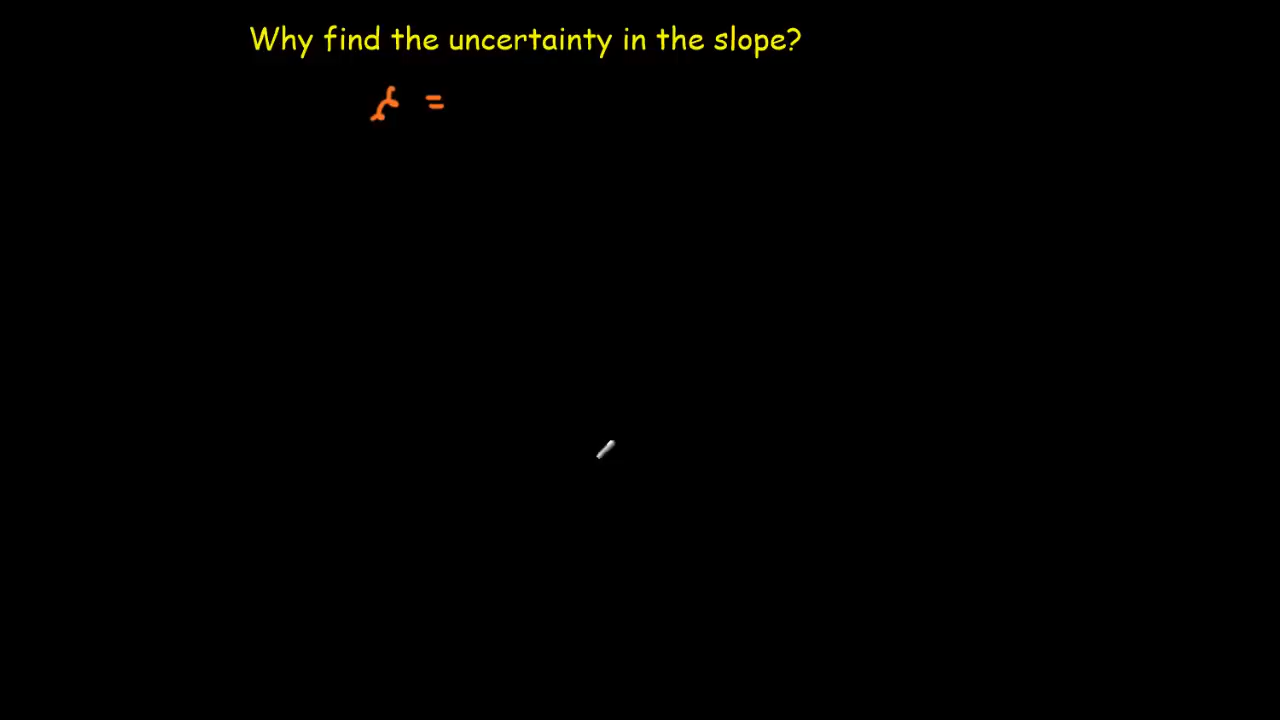 Why find the uncertainty in the slope?
=